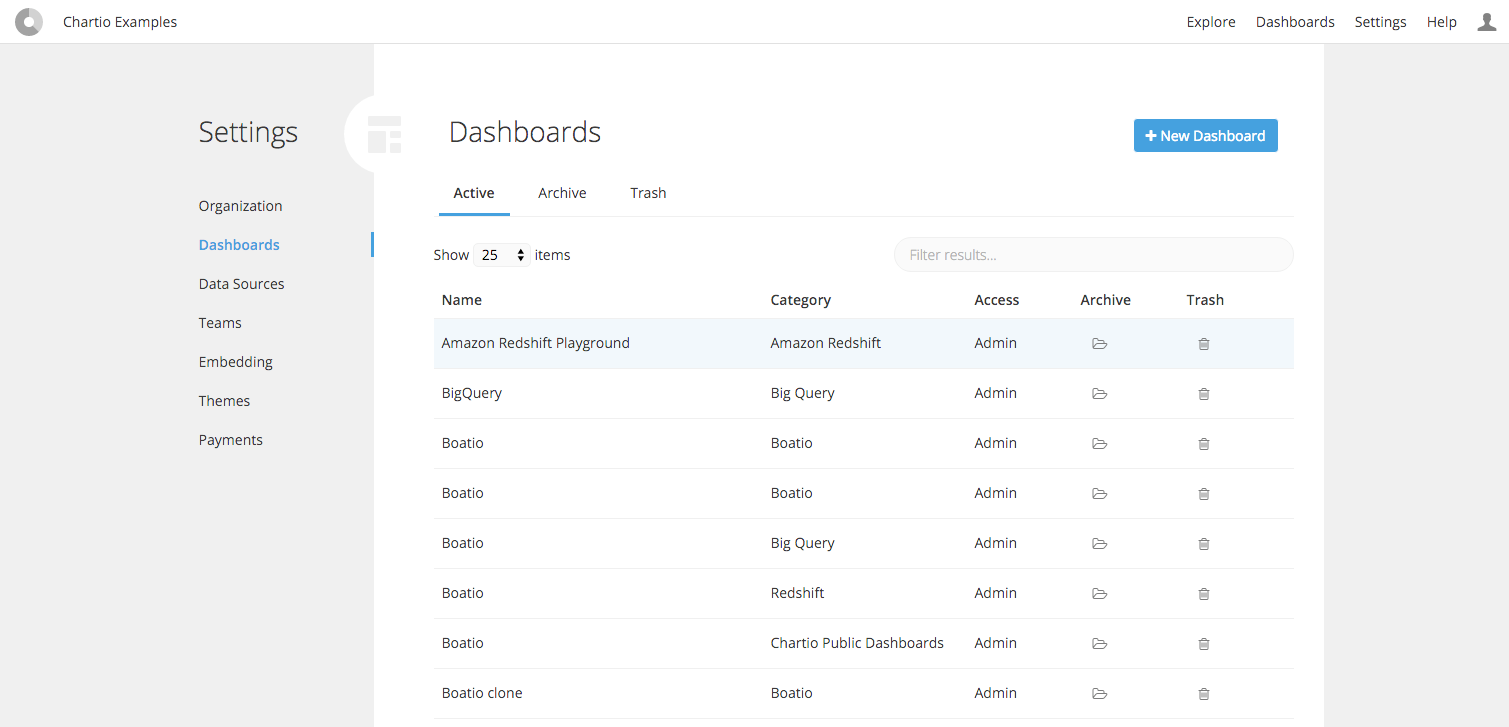 Chartio Examples
Explore Dashboards Settings Help
Settings
Organization
Dashboards
Data Sources
Teams
Embedding
Themes
Payments
Dashboards
+ New Dashboard
Active Archive Trash
Show 25 items
Filter results...
Name Category Access Archive Trash
Amazon Redshift Playground Amazon Redshift Admin
BigQuery Big Query Admin
Boatio Boatio Admin
Boatio Boatio Admin
Boatio Big Query Admin
Boatio Redshift Admin
Boatio Chartio Public Dashboards Admin
Boatio clone Boatio Admin